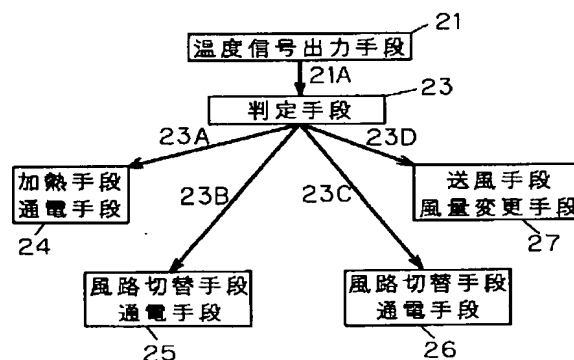 21
温度信号出力手段
21A
23
判定手段
23A
23D
23B
23C
加熱手段
通電手段
24
送風手段
風量変更手段
27
風路切替手段
通電手段
25
風路切替手段
通電手段
26